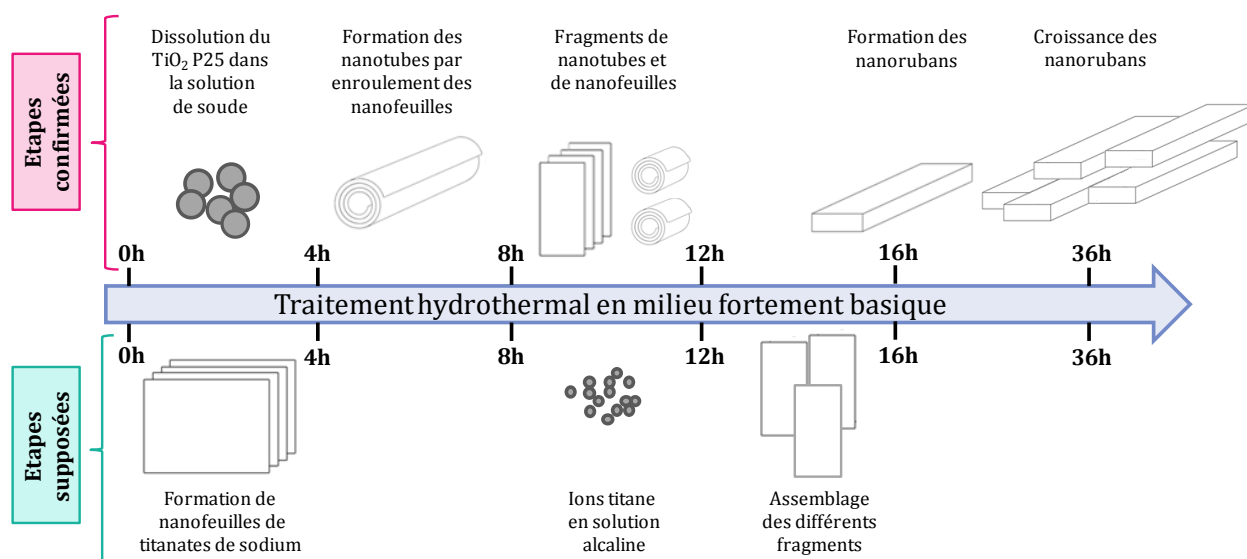 Etapes
confirmées
Dissolution du
TiO₂ P25 dans
la solution
de soude
Formation des
nanotubes par
enroulement des
nanofeuilles
Fragments de
nanotubes et
de nanofeuilles
Formation des
nanorubans
Croissance des
nanorubans
0h 4h 8h 12h 16h 36h
Traitement hydrothermal en milieu fortement basique
0h 4h 8h 12h 16h 36h
Etapes
supposées
Formation de
nanofeuilles de
titanates de sodium
Ions titane
en solution
alcaline
Assemblage
des différents
fragments